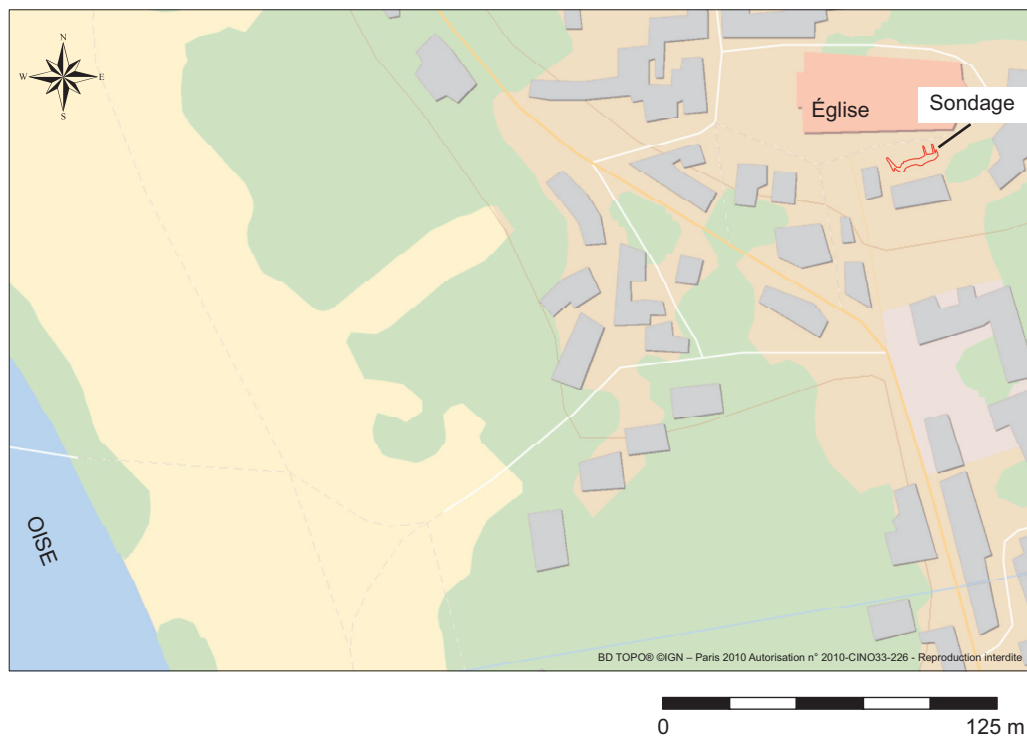 N
W
E
S
Église
Sondage
OISE
BD TOPO® ©IGN – Paris 2010 Autorisation n° 2010-CINO33-226 - Reproduction interdite
0
125 m